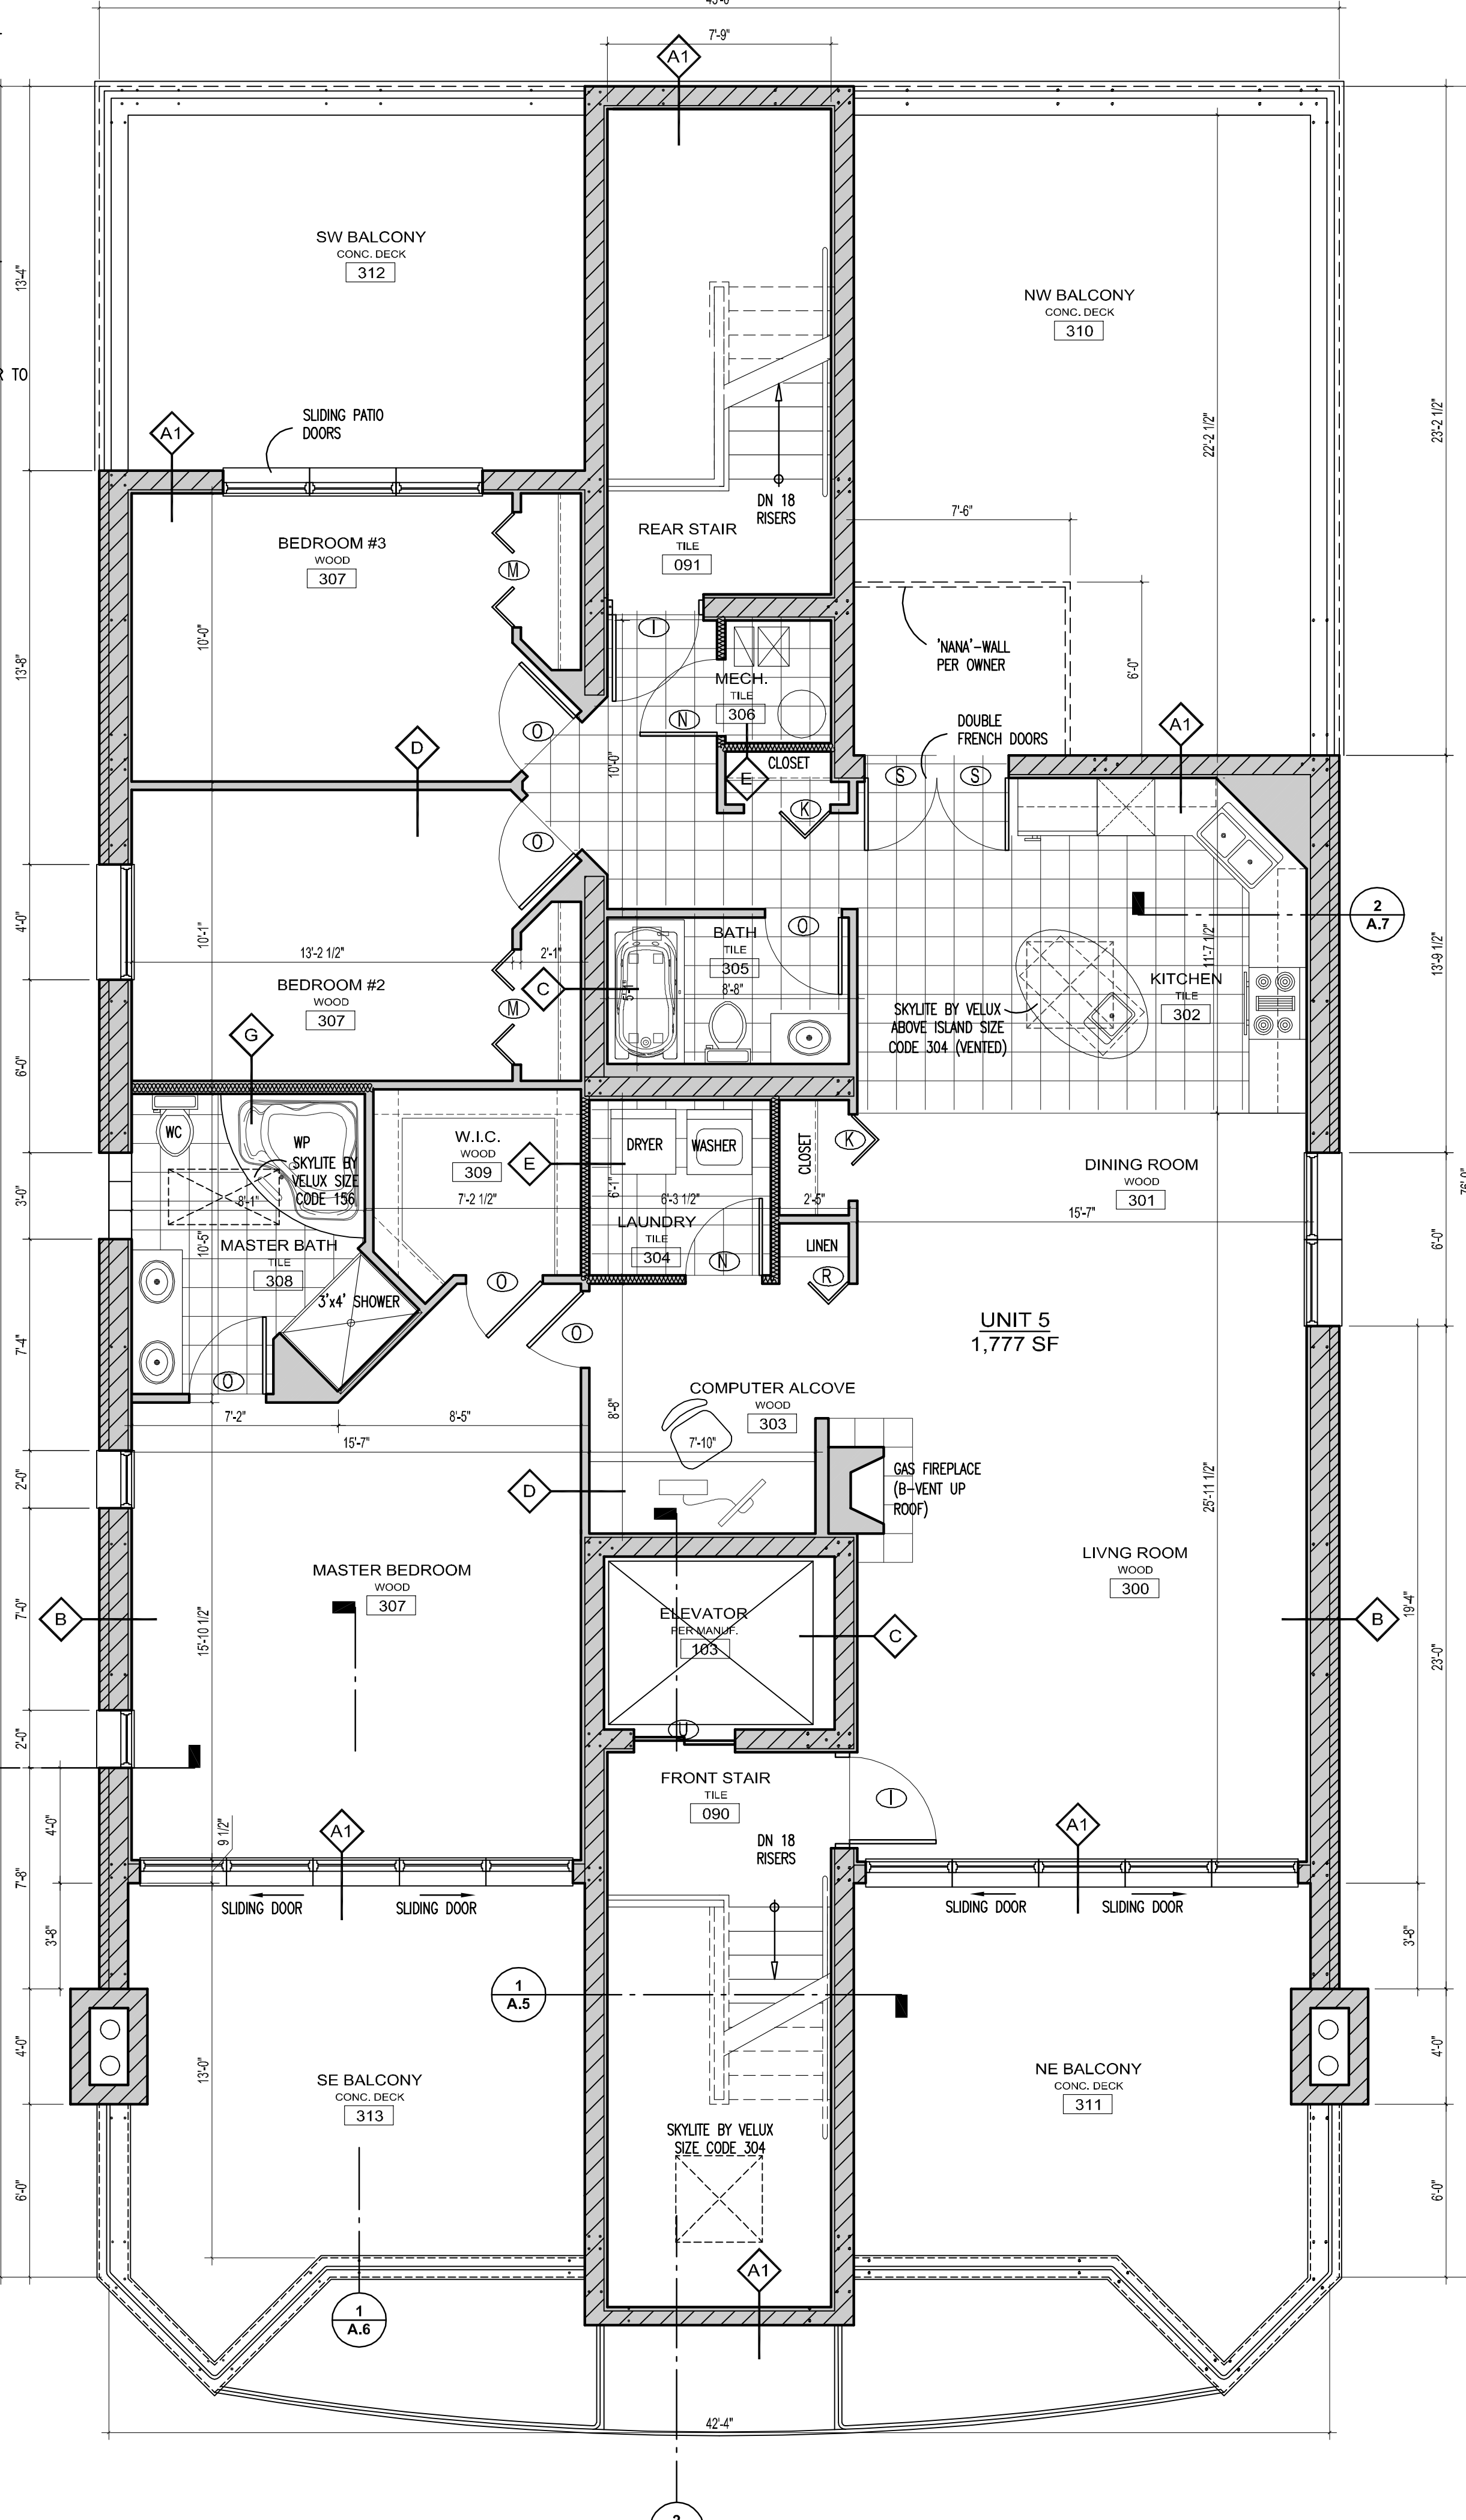 7'-9"
A1
SW BALCONY
CONC. DECK
312
NW BALCONY
CONC. DECK
310
13'-4"
23'-2 1/2"
22'-2 1/2"
R TO
SLIDING PATIO
DOORS
A1
DN 18
RISERS
7'-6"
REAR STAIR
TILE
091
BEDROOM #3
WOOD
307
M
I
'NANA'-WALL
PER OWNER
6'-0"
10'-0"
13'-8"
MECH.
TILE
306
N
O
D
10'-0"
CLOSET
E
K
DOUBLE
FRENCH DOORS
S
S
A1
O
4'-0"
10'-1"
13'-2 1/2"
2'-1"
BATH
TILE
305
8'-8"
5'-1"
O
C
2
A.7
13'-9 1/2"
11'-7 1/2"
KITCHEN
TILE
302
SKYLITE BY VELUX
ABOVE ISLAND SIZE
CODE 304 (VENTED)
BEDROOM #2
WOOD
307
M
G
6'-0"
WC
WP
SKYLITE BY
VELUX SIZE
CODE 156
8'-1"
W.I.C.
WOOD
309
7'-2 1/2"
E
DRYER
WASHER
6'-1"
6'-3 1/2"
CLOSET
2'-5"
K
LAUNDRY
TILE
304
N
LINEN
R
DINING ROOM
WOOD
301
15'-7"
76'-0"
6'-0"
3'-0"
10'-5"
MASTER BATH
TILE
308
3'x4' SHOWER
O
O
O
7'-4"
UNIT 5
1,777 SF
COMPUTER ALCOVE
WOOD
303
7'-10"
8'-8"
7'-2"
8'-5"
15'-7"
2'-0"
D
GAS FIREPLACE
(B-VENT UP
ROOF)
25'-11 1/2"
MASTER BEDROOM
WOOD
307
LIVNG ROOM
WOOD
300
B
7'-0"
15'-10 1/2"
ELEVATOR
PER MANUF.
103
C
B
19'-4"
23'-0"
2'-0"
U
FRONT STAIR
TILE
090
I
DN 18
RISERS
4'-0"
9 1/2"
A1
A1
7'-8"
SLIDING DOOR
SLIDING DOOR
SLIDING DOOR
SLIDING DOOR
3'-8"
3'-8"
1
A.5
4'-0"
13'-0"
SE BALCONY
CONC. DECK
313
NE BALCONY
CONC. DECK
311
4'-0"
SKYLITE BY VELUX
SIZE CODE 304
6'-0"
6'-0"
A1
1
A.6
42'-4"